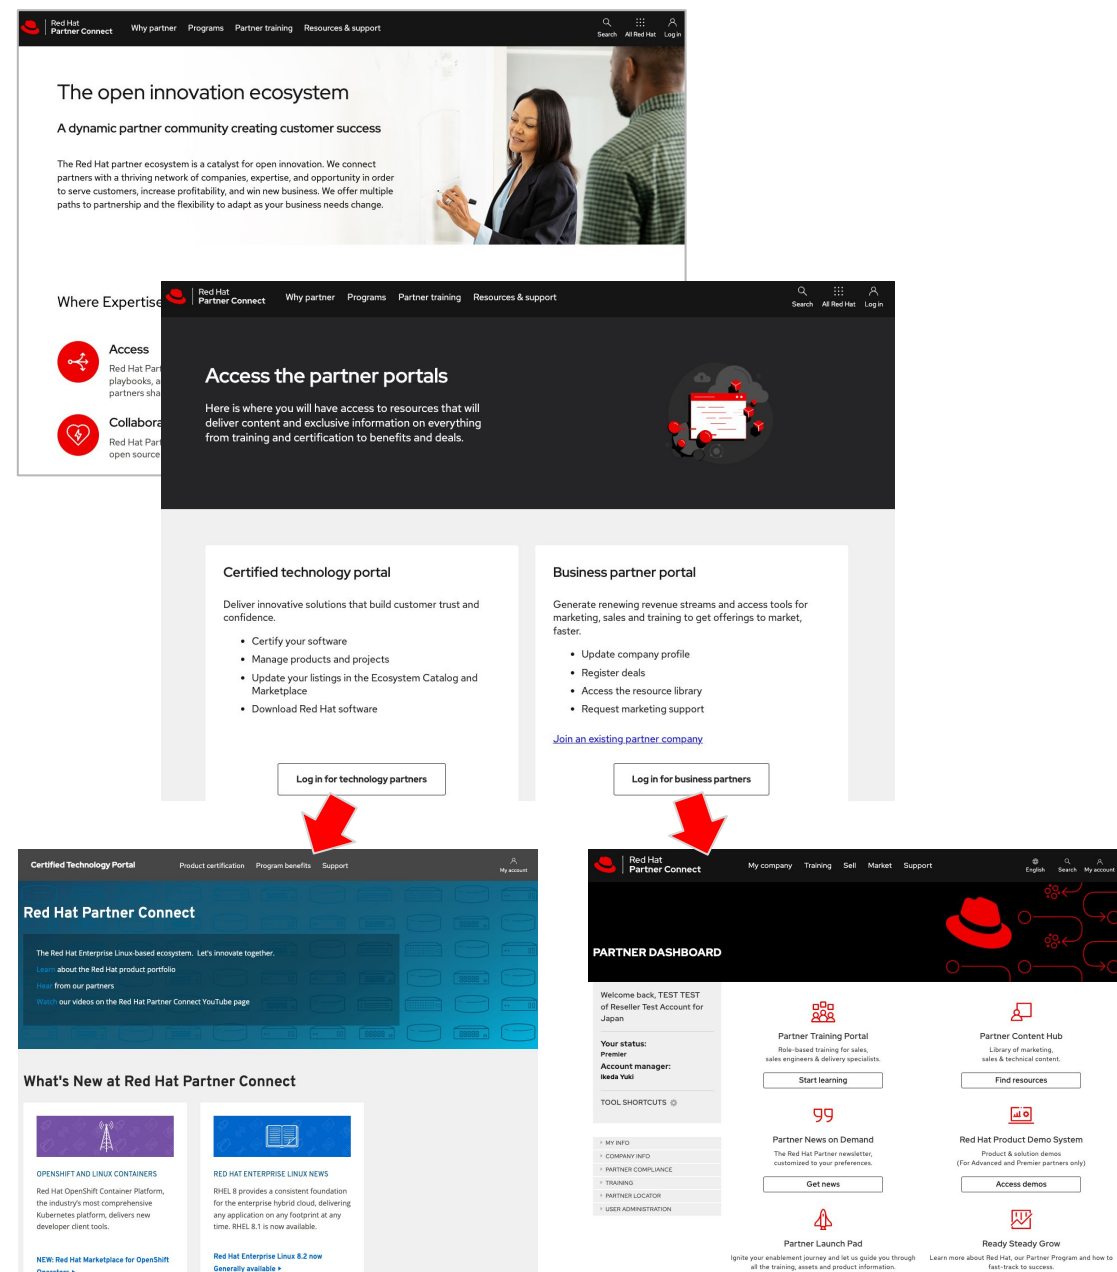 Red Hat
Partner Connect
Why partner Programs Partner training Resources & support
Search All Red Hat Log in
The open innovation ecosystem
A dynamic partner community creating customer success
The Red Hat partner ecosystem is a catalyst for open innovation. We connect
partners with a thriving network of companies, expertise, and opportunity in order
to serve customers, increase profitability, and win new business. We offer multiple
paths to partnership and the flexibility to adapt as your business needs change.
Where Expertise
Access
Red Hat Par
playbooks, a
partners sha
Collabora
Red Hat Par
open source
Red Hat
Partner Connect
Why partner Programs Partner training Resources & support
Search All Red Hat Log in
Access the partner portals
Here is where you will have access to resources that will
deliver content and exclusive information on everything
from training and certification to benefits and deals.
Certified technology portal
Deliver innovative solutions that build customer trust and
confidence.
• Certify your software
• Manage products and projects
• Update your listings in the Ecosystem Catalog and
Marketplace
• Download Red Hat software
Log in for technology partners
Business partner portal
Generate renewing revenue streams and access tools for
marketing, sales and training to get offerings to market,
faster.
• Update company profile
• Register deals
• Access the resource library
• Request marketing support
Join an existing partner company
Log in for business partners
Certified Technology Portal
Product certification Program benefits Support
My account
Red Hat Partner Connect
The Red Hat Enterprise Linux-based ecosystem. Let's innovate together.
Learn about the Red Hat product portfolio
Hear from our partners
Watch our videos on the Red Hat Partner Connect YouTube page
What's New at Red Hat Partner Connect
OPENSHIFT AND LINUX CONTAINERS
Red Hat OpenShift Container Platform,
the industry's most comprehensive
Kubernetes platform, delivers new
developer client tools.
NEW: Red Hat Marketplace for OpenShift
Operators
RED HAT ENTERPRISE LINUX NEWS
RHEL 8 provides a consistent foundation
for the enterprise hybrid cloud, delivering
any application on any footprint at any
time. RHEL 8.1 is now available.
Red Hat Enterprise Linux 8.2 now
Generally available
Red Hat
Partner Connect
My company Training Sell Market Support
English Search My account
PARTNER DASHBOARD
Welcome back, TEST TEST
of Reseller Test Account for
Japan
Your status:
Premier
Account manager:
Ikeda Yuki
TOOL SHORTCUTS
MY INFO
COMPANY INFO
PARTNER COMPLIANCE
TRAINING
PARTNER LOCATOR
USER ADMINISTRATION
Partner Training Portal
Role-based training for sales,
sales engineers & delivery specialists.
Start learning
Partner Content Hub
Library of marketing,
sales & technical content.
Find resources
Partner News on Demand
The Red Hat Partner newsletter,
customized to your preferences.
Get news
Red Hat Product Demo System
Product & solution demos
(For Advanced and Premier partners only)
Access demos
Partner Launch Pad
Ignite your enablement journey and let us guide you through
all the training, assets and product information.
Ready Steady Grow
Learn more about Red Hat, our Partner Program and how to
fast-track to success.